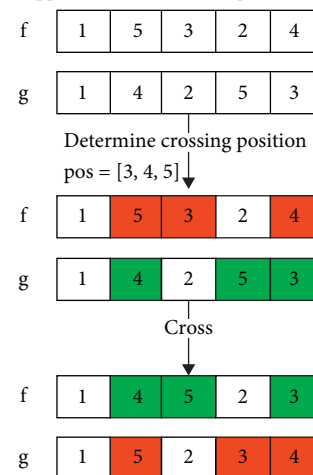 f 1 5 3 2 4
g 1 4 2 5 3
Determine crossing position
pos = [3, 4, 5]
f 1 5 3 2 4
g 1 4 2 5 3
Cross
f 1 4 5 2 3
g 1 5 2 3 4